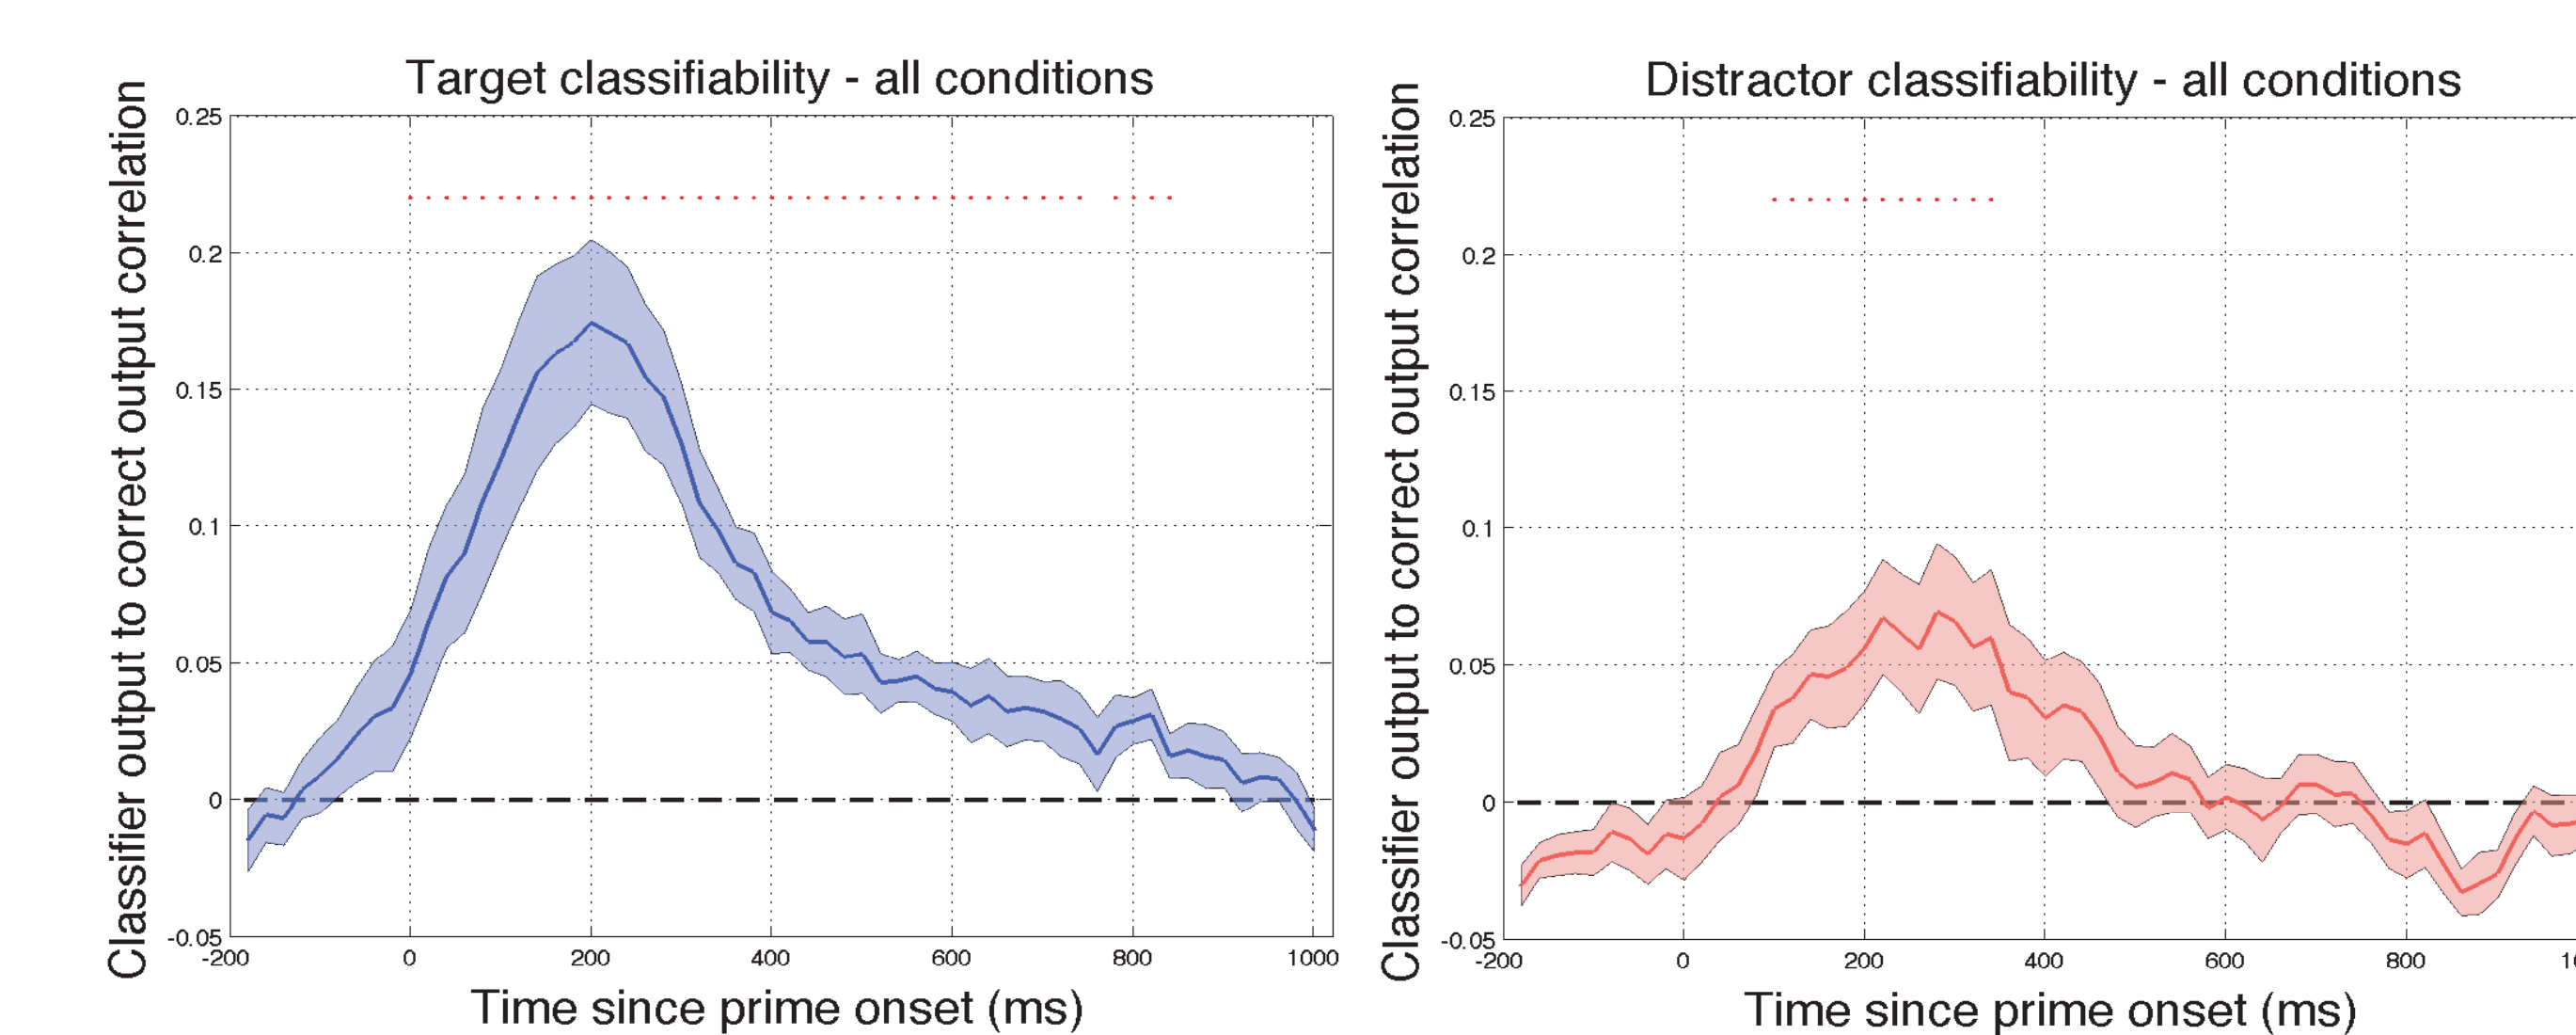 Target classifiability - all conditions
Classifier output to correct output correlation
0.25
0.2
0.15
0.1
0.05
0
-0.05
-200 0 200 400 600 800 1000
Time since prime onset (ms)
Distractor classifiability - all conditions
Classifier output to correct output correlation
0.25
0.2
0.15
0.1
0.05
0
-0.05
-200 0 200 400 600 800
Time since prime onset (ms)